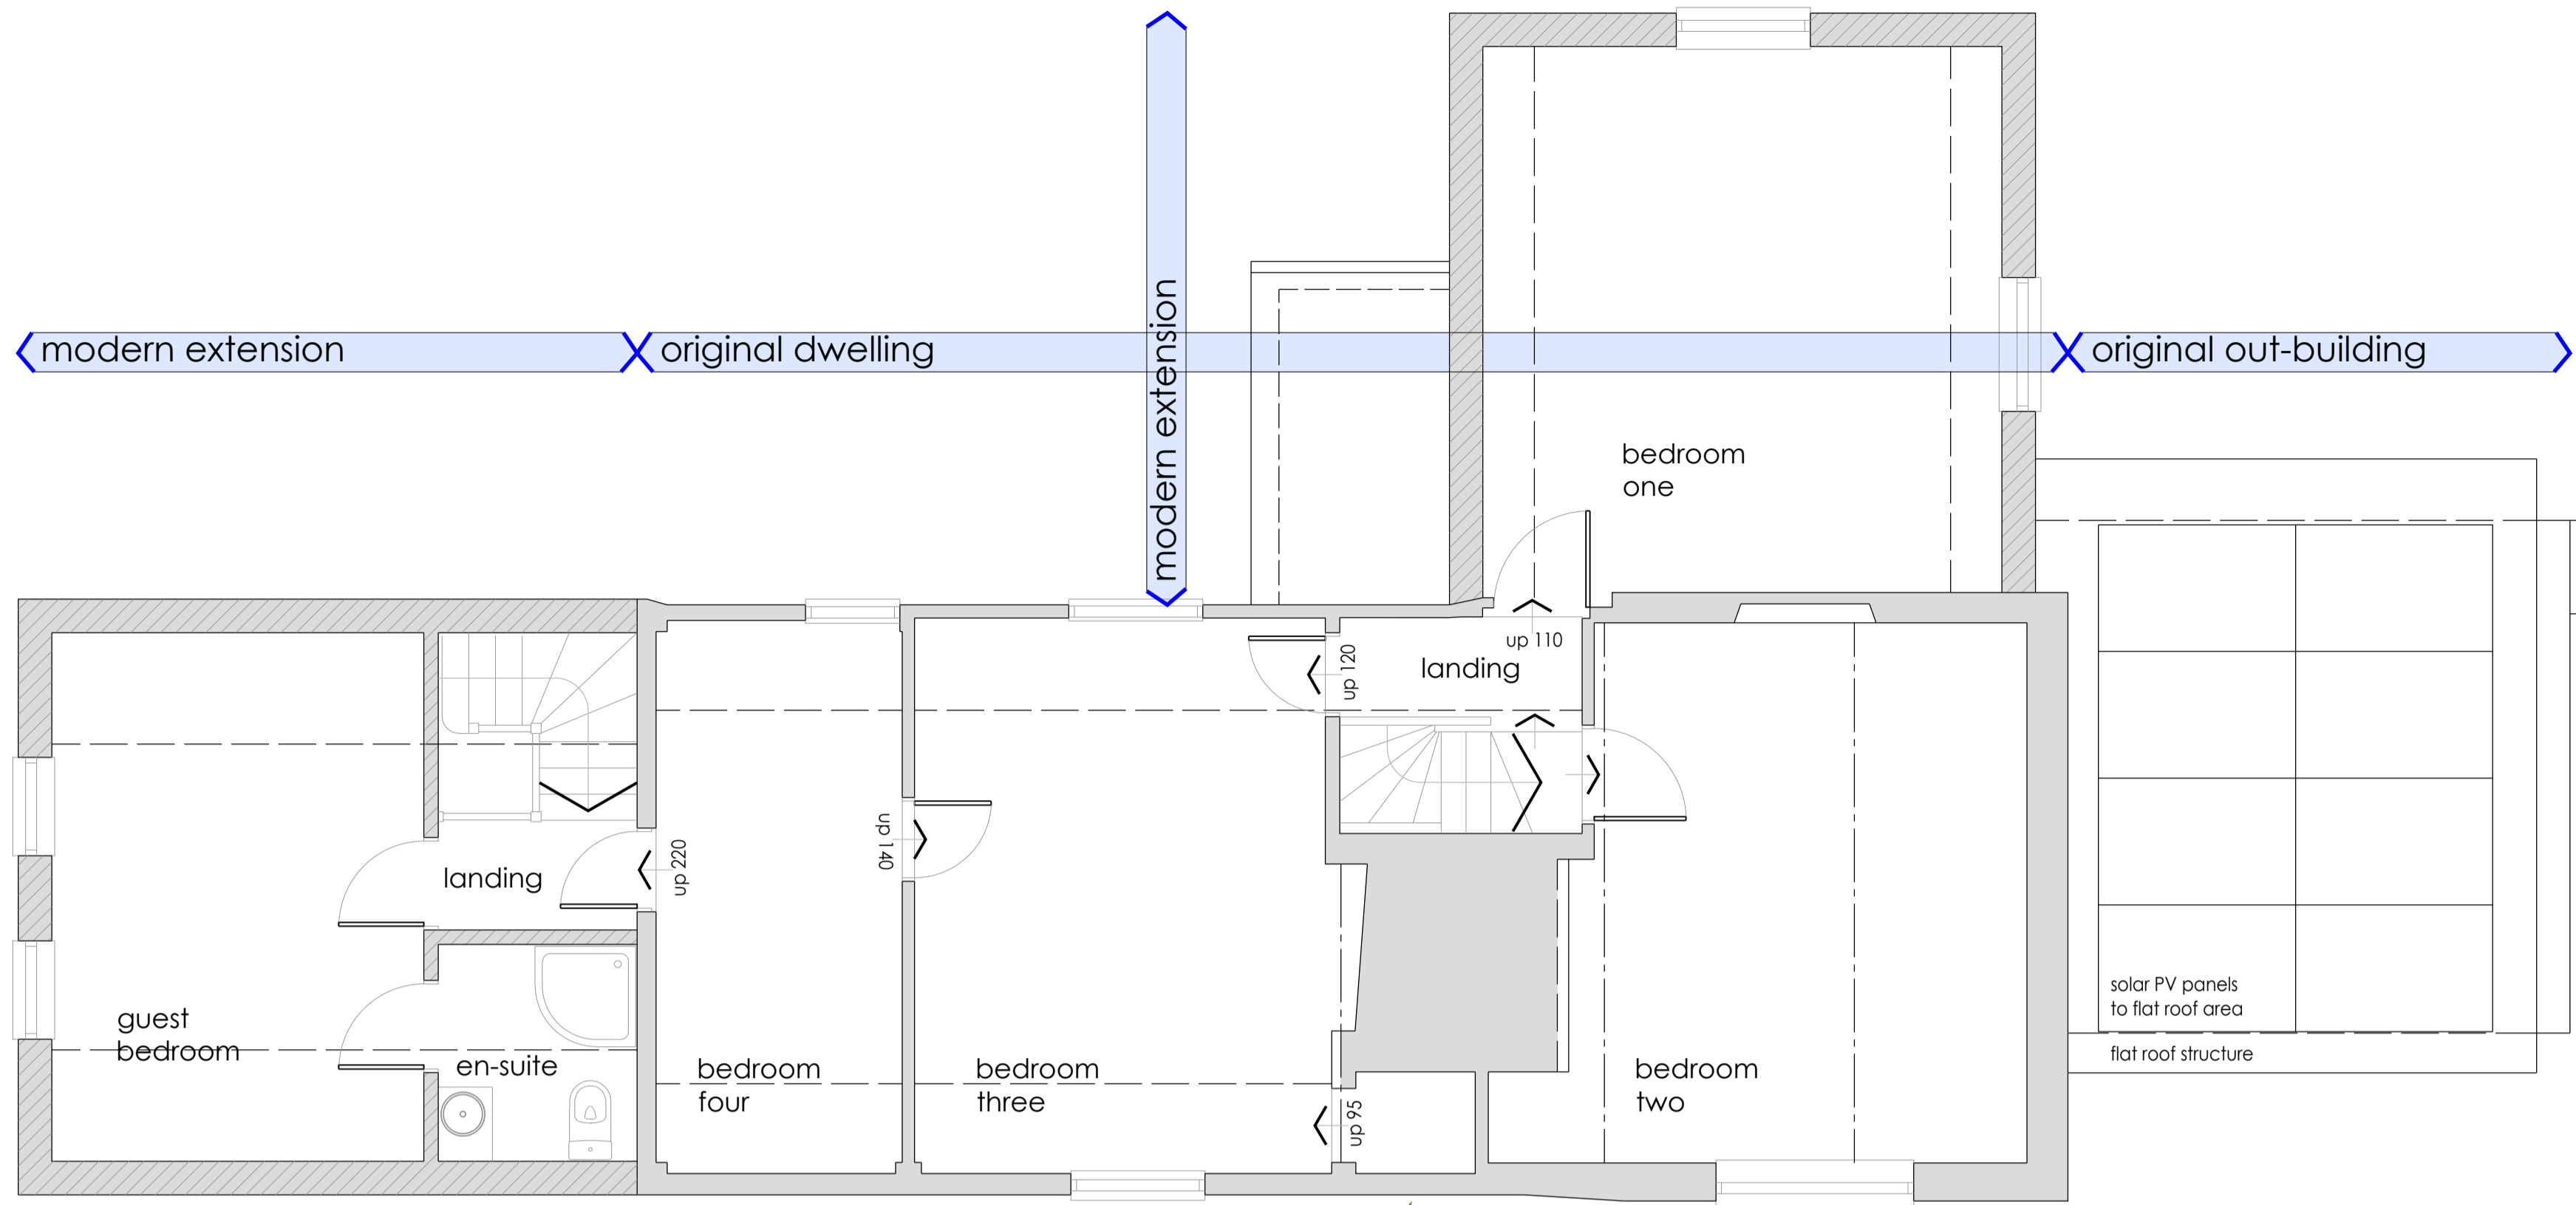 modern extension
original dwelling
modern extension
original out-building
bedroom
one
up 110
up 120
landing
up 220
up 140
landing
guest
bedroom
en-suite
bedroom
four
bedroom
three
up 95
bedroom
two
solar PV panels
to flat roof area
flat roof structure